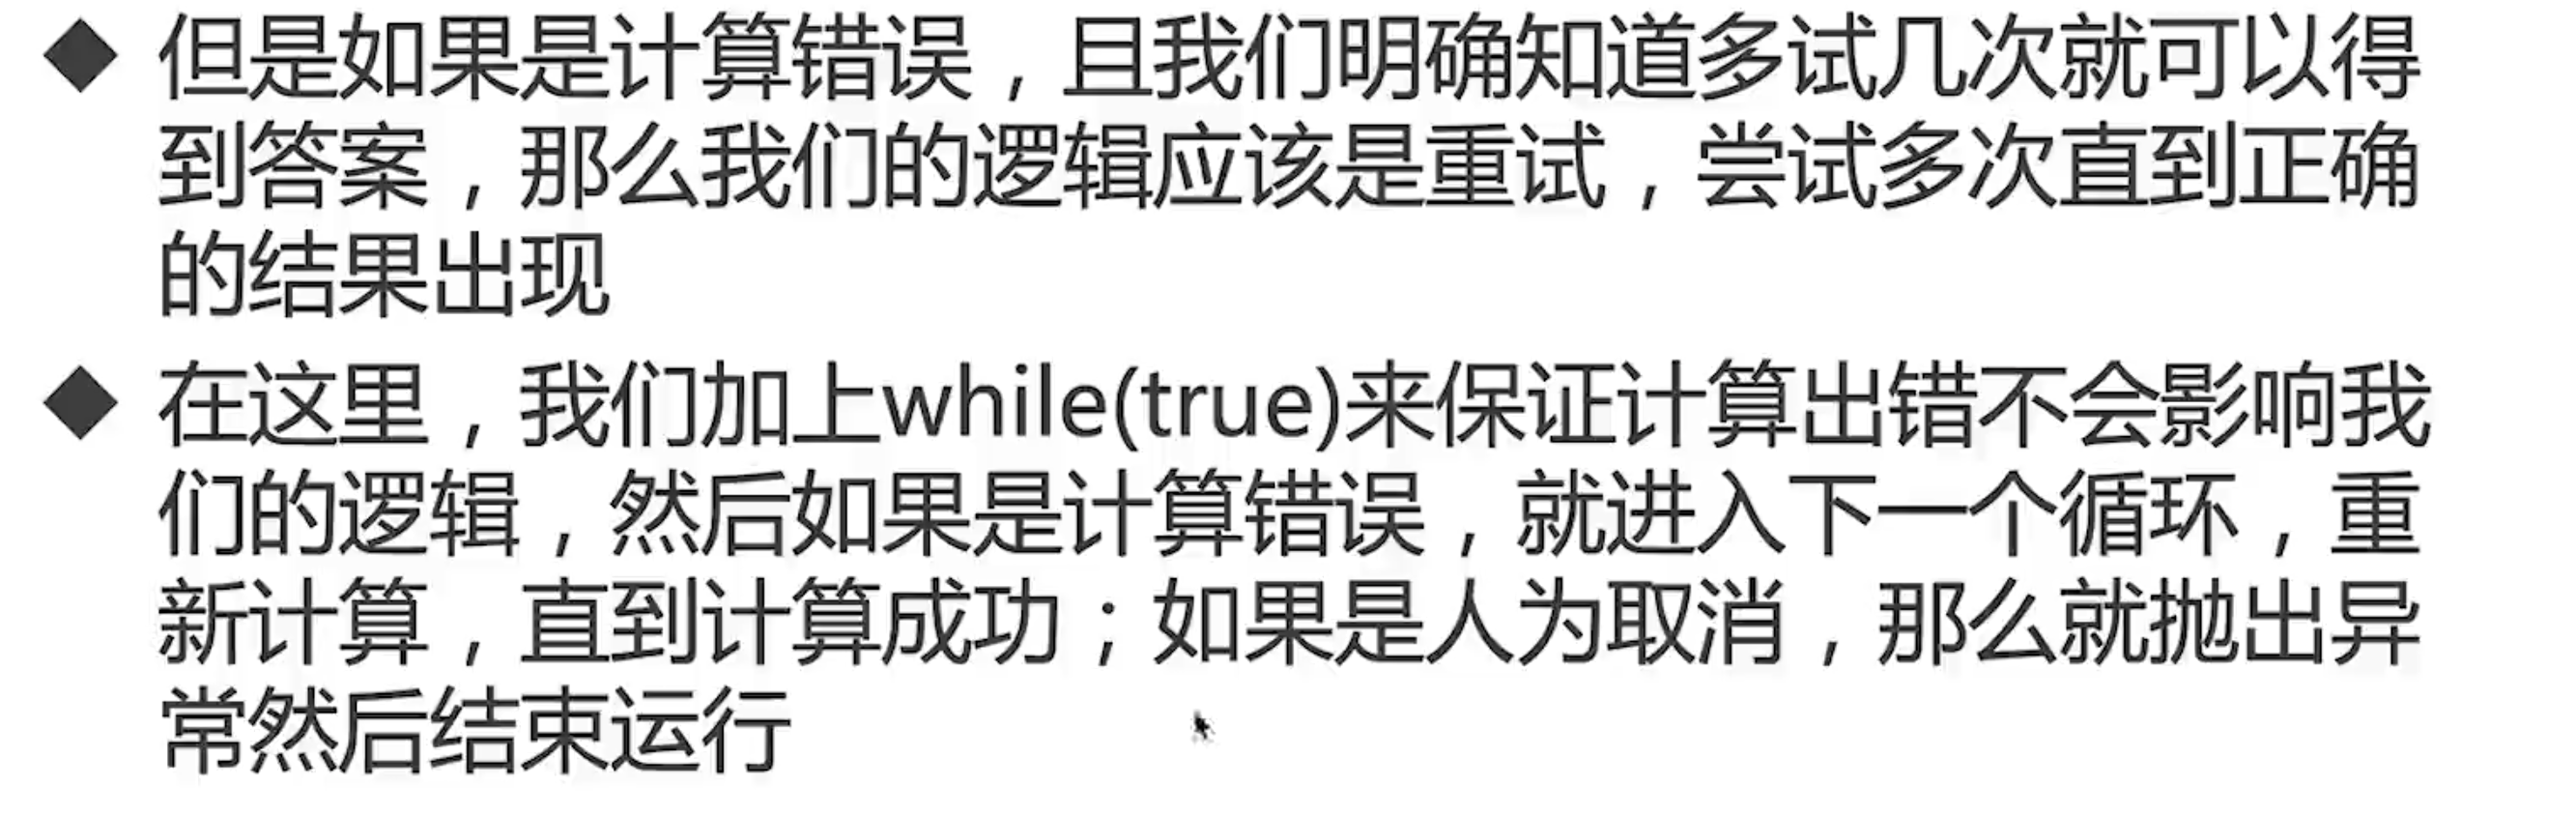 ◆ 但是如果是计算错误，且我们明确知道多试几次就可以得
到答案，那么我们的逻辑应该是重试，尝试多次直到正确
的结果出现
◆ 在这里，我们加上while(true)来保证计算出错不会影响我
们的逻辑，然后如果是计算错误，就进入下一个循环，重
新计算，直到计算成功；如果是人为取消，那么就抛出异
常然后结束运行